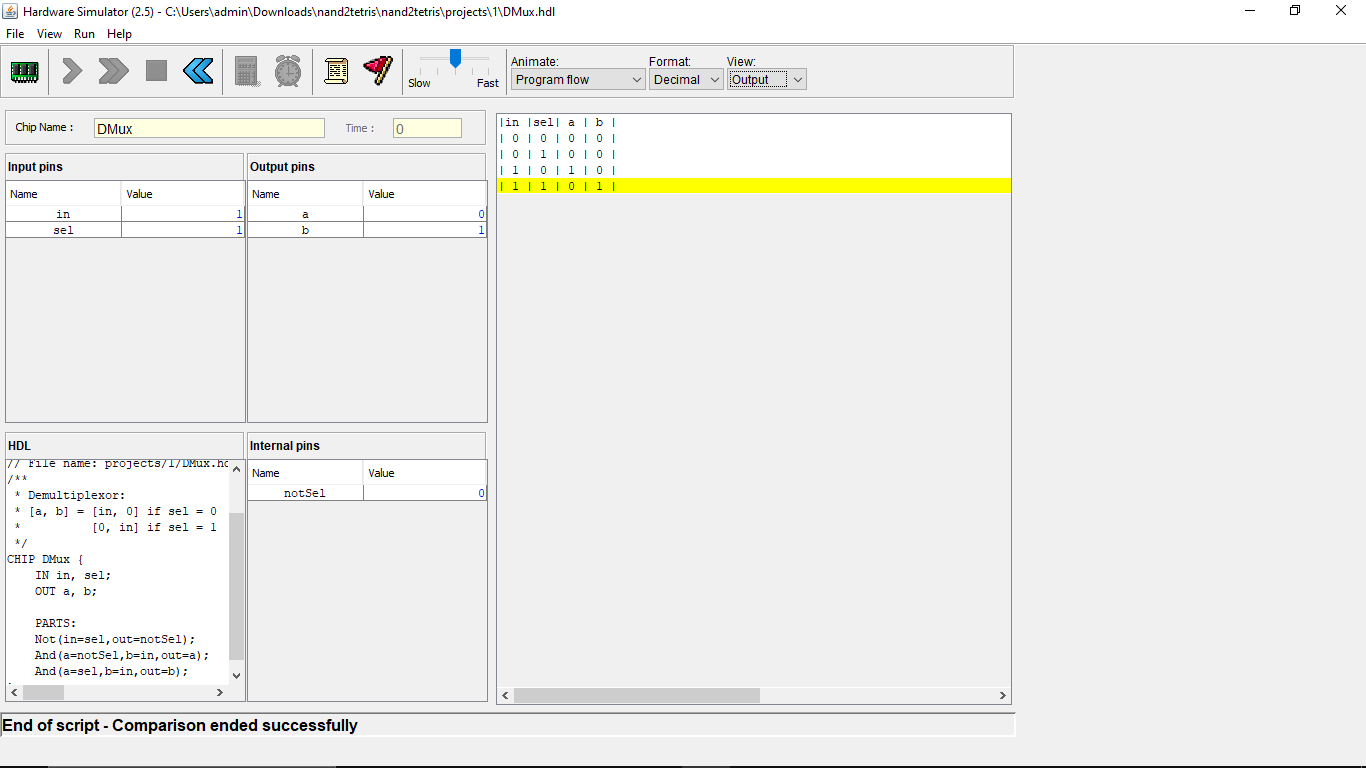 Hardware Simulator (2.5) - C:\Users\admin\Downloads\nand2tetris\nand2tetris\projects\1\DMux.hdl
File View Run Help
Slow Fast
Animate: Format: View:
Program flow Decimal Output
Chip Name : DMux Time : 0
Input pins
Name Value
in 1
sel 1
Output pins
Name Value
a 0
b 1
|in |sel| a | b |
| 0 | 0 | 0 | 0 |
| 0 | 1 | 0 | 0 |
| 1 | 0 | 1 | 0 |
| 1 | 1 | 0 | 1 |
HDL
// File name: projects/1/DMux.hd
/**
* Demultiplexor:
* [a, b] = [in, 0] if sel = 0
* [0, in] if sel = 1
*/
CHIP DMux {
IN in, sel;
OUT a, b;
PARTS:
Not(in=sel,out=notSel);
And(a=notSel,b=in,out=a);
And(a=sel,b=in,out=b);
Internal pins
Name Value
notSel 0
End of script - Comparison ended successfully